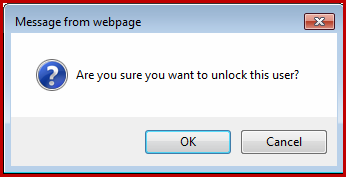 Message from webpage
Are you sure you want to unlock this user?
OK Cancel